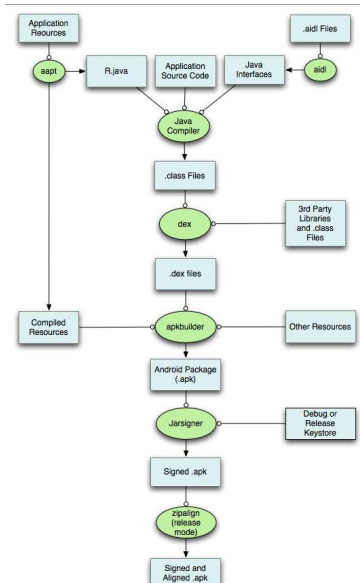 Application
Reources
.aidl Files
aapt
R.java
Application
Source Code
Java
Interfaces
aidl
Java
Compiler
.class Files
dex
3rd Party
Libraries
and .class
Files
.dex files
Compiled
Resources
apkbuilder
Other Resources
Android Package
(.apk)
Jarsigner
Debug or
Release
Keystore
Signed .apk
zipalign
(release
mode)
Signed and
Aligned .apk